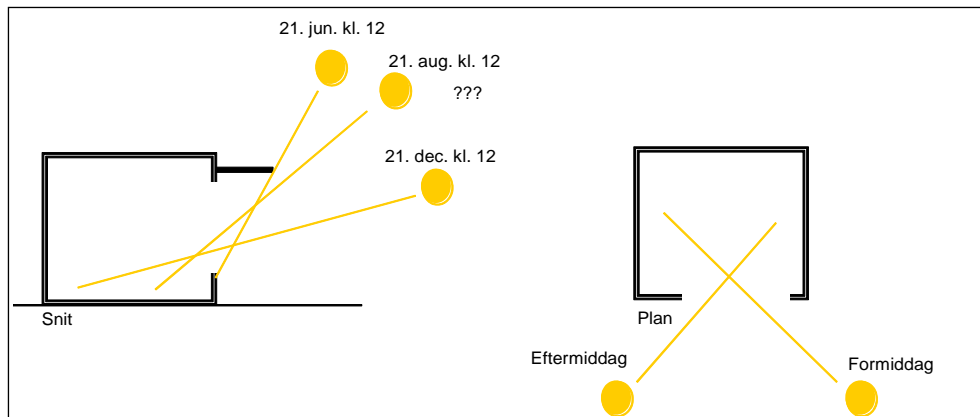 21. jun. kl. 12
21. aug. kl. 12
???
21. dec. kl. 12
Snit
Plan
Eftermiddag
Formiddag